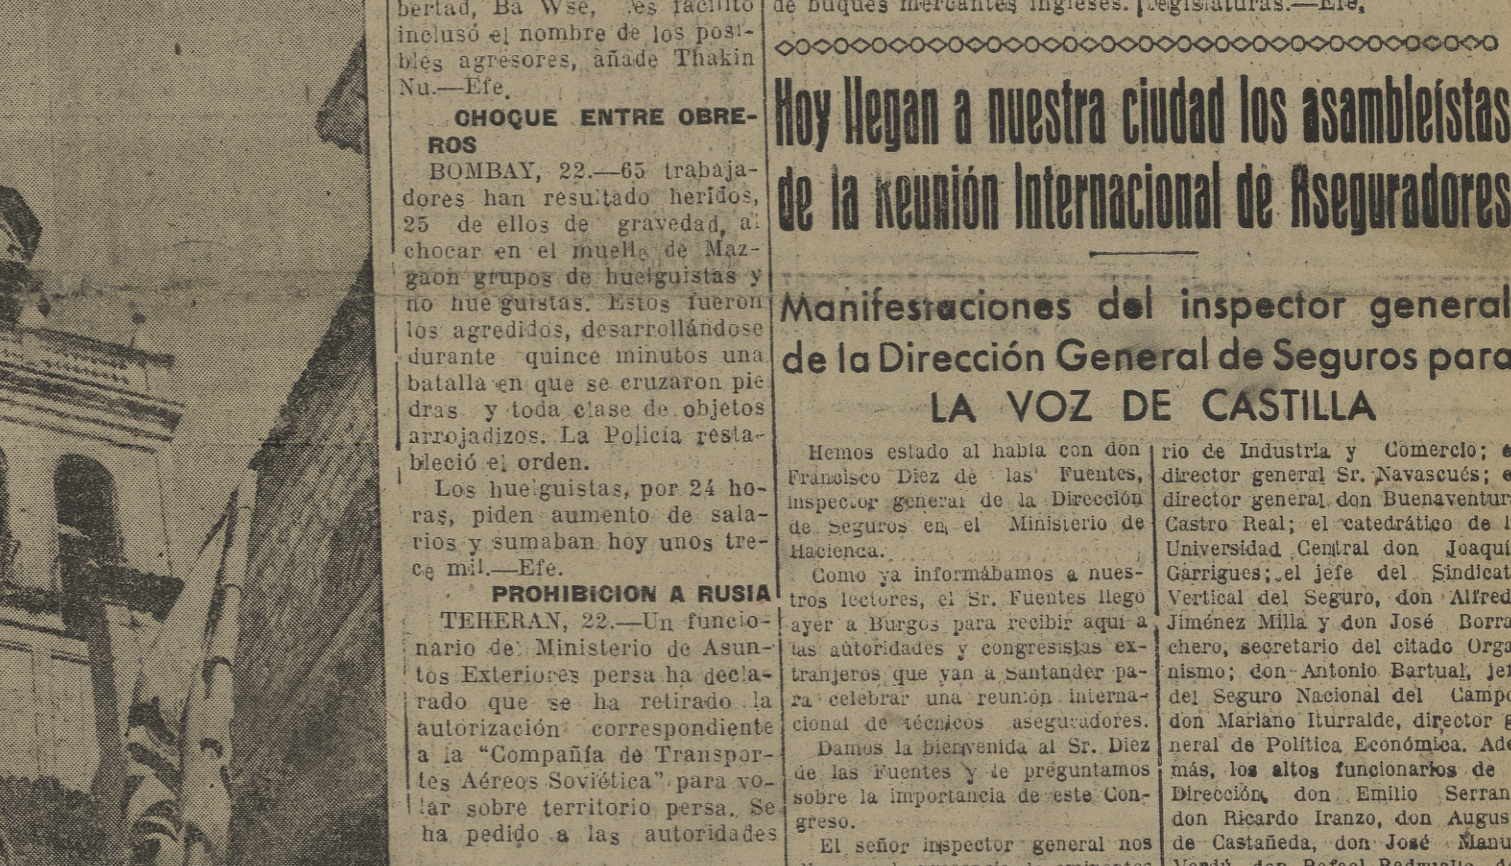 bertad, Ba Wse, les facilitó
incluso el nombre de los posi-
bles agresores, añade Thakin
Nu.—Efe.
CHOQUE ENTRE OBRE-
ROS
BOMBAY, 22.—65 trabaja-
dores han resultado heridos,
25 de ellos de gravedad, al
chocar en el muelle de Maz-
gaon grupos de huelguistas y
no huelguistas. Estos fueron
los agredidos, desarrollándose
durante quince minutos una
batalla en que se cruzaron pie
dras y toda clase de objetos
arrojadizos. La Policía resta-
bleció el orden.
Los huelguistas, por 24 ho-
ras, piden aumento de sala-
rios y sumaban hoy unos tre-
ce mil.—Efe.
PROHIBICION A RUSIA
TEHERAN, 22.—Un funcio-
nario del Ministerio de Asun-
tos Exteriores persa ha decla-
rado que se ha retirado la
autorización correspondiente
a la "Compañía de Transpor-
tes Aéreos Soviética" para vo-
lar sobre territorio persa. Se
ha pedido a las autoridades
de buques mercantes ingleses.
legislaturas.—Efe.
Hoy llegan a nuestra ciudad los asambleístas
de la Reunión Internacional de Aseguradores
Manifestaciones del inspector general
de la Dirección General de Seguros para
LA VOZ DE CASTILLA
Hemos estado al habla con don
Francisco Diez de las Fuentes,
inspector general de la Dirección
de Seguros en el Ministerio de
Hacienca.
Como ya informábamos a nues-
tros lectores, el Sr. Fuentes llegó
ayer a Burgos para recibir aquí a
las autoridades y congresistas ex-
tranjeros que van a Santander pa-
ra celebrar una reunión interna-
cional de técnicos aseguradores.
Damos la bienvenida al Sr. Diez
de las Fuentes y le preguntamos
sobre la importancia de este Con-
greso.
El señor inspector general nos
rio de Industria y Comercio; e
director general Sr. Navascués; e
director general don Buenaventur
Castro Real; el catedrático de l
Universidad Central don Joaquí
Garrigues; el jefe del Sindicat
Vertical del Seguro, don Alfred
Jiménez Milla y don José Borra
chero, secretario del citado Orga
nismo; don Antonio Bartual, jef
del Seguro Nacional del Campo
don Mariano Iturralde, director g
neral de Política Económica. Ade
más, los altos funcionarios de
Dirección, don Emilio Serran
don Ricardo Iranzo, don Augus
de Castañeda, don José Manu
don Rafael